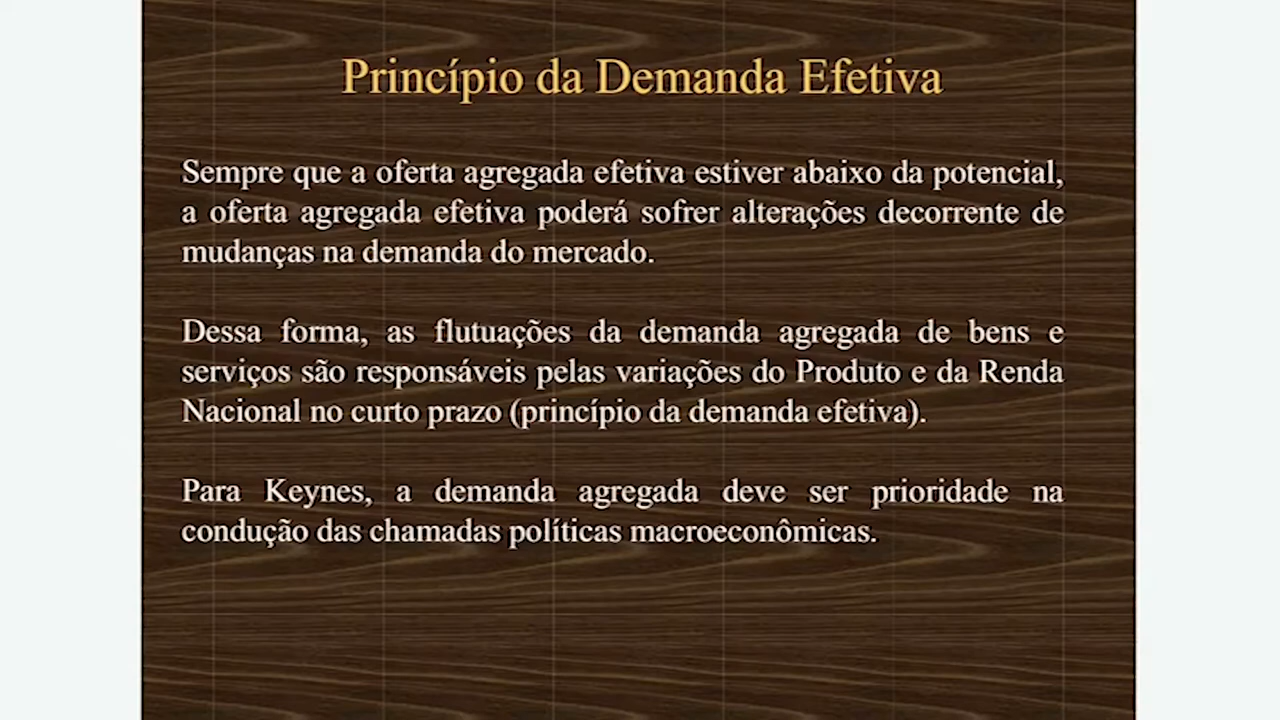 Princípio da Demanda Efetiva
Sempre que a oferta agregada efetiva estiver abaixo da potencial,
a oferta agregada efetiva poderá sofrer alterações decorrente de
mudanças na demanda do mercado.
Dessa forma, as flutuações da demanda agregada de bens e
serviços são responsáveis pelas variações do Produto e da Renda
Nacional no curto prazo (princípio da demanda efetiva).
Para Keynes, a demanda agregada deve ser prioridade na
condução das chamadas políticas macroeconômicas.